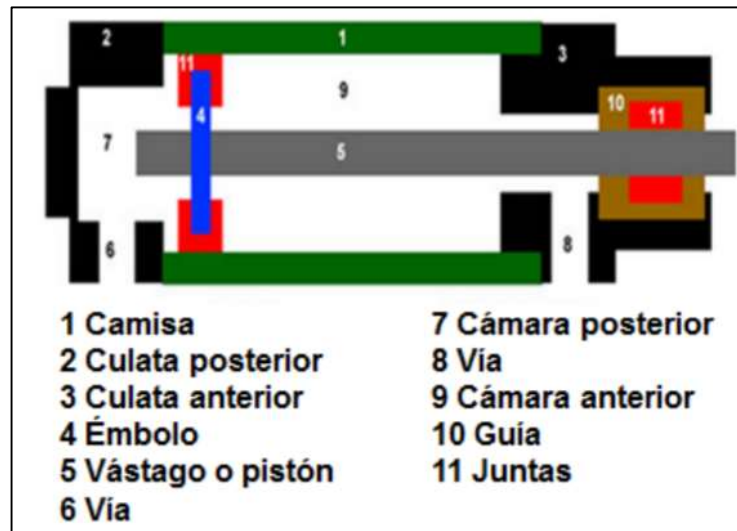 2
1
3
11
9
10
4
11
7
5
6
8
1 Camisa
2 Culata posterior
3 Culata anterior
4 Émbolo
5 Vástago o pistón
6 Vía
7 Cámara posterior
8 Vía
9 Cámara anterior
10 Guía
11 Juntas